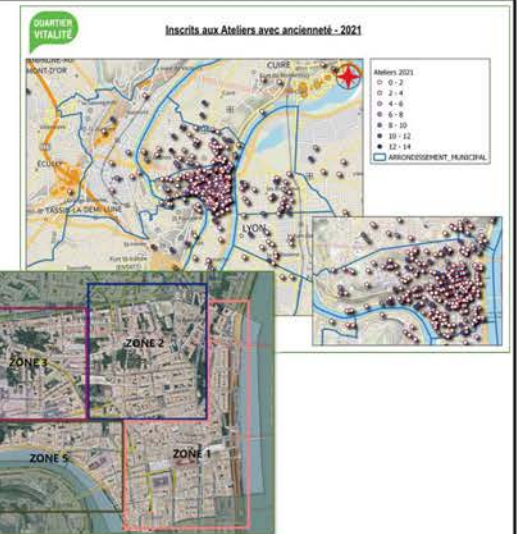 QUARTIER
VITALITÉ
Inscrits aux Ateliers avec ancienneté - 2021
MONT-D'OR
CUIRE
ÉCULLY
TASSIN-LA-DEMI-LUNE
LYON
Ateliers 2021
0 - 2
2 - 4
4 - 6
6 - 8
8 - 10
10 - 12
12 - 14
ARRONDISSEMENT_MUNICIPAL
ZONE 2
ZONE 3
ZONE 5
ZONE 1